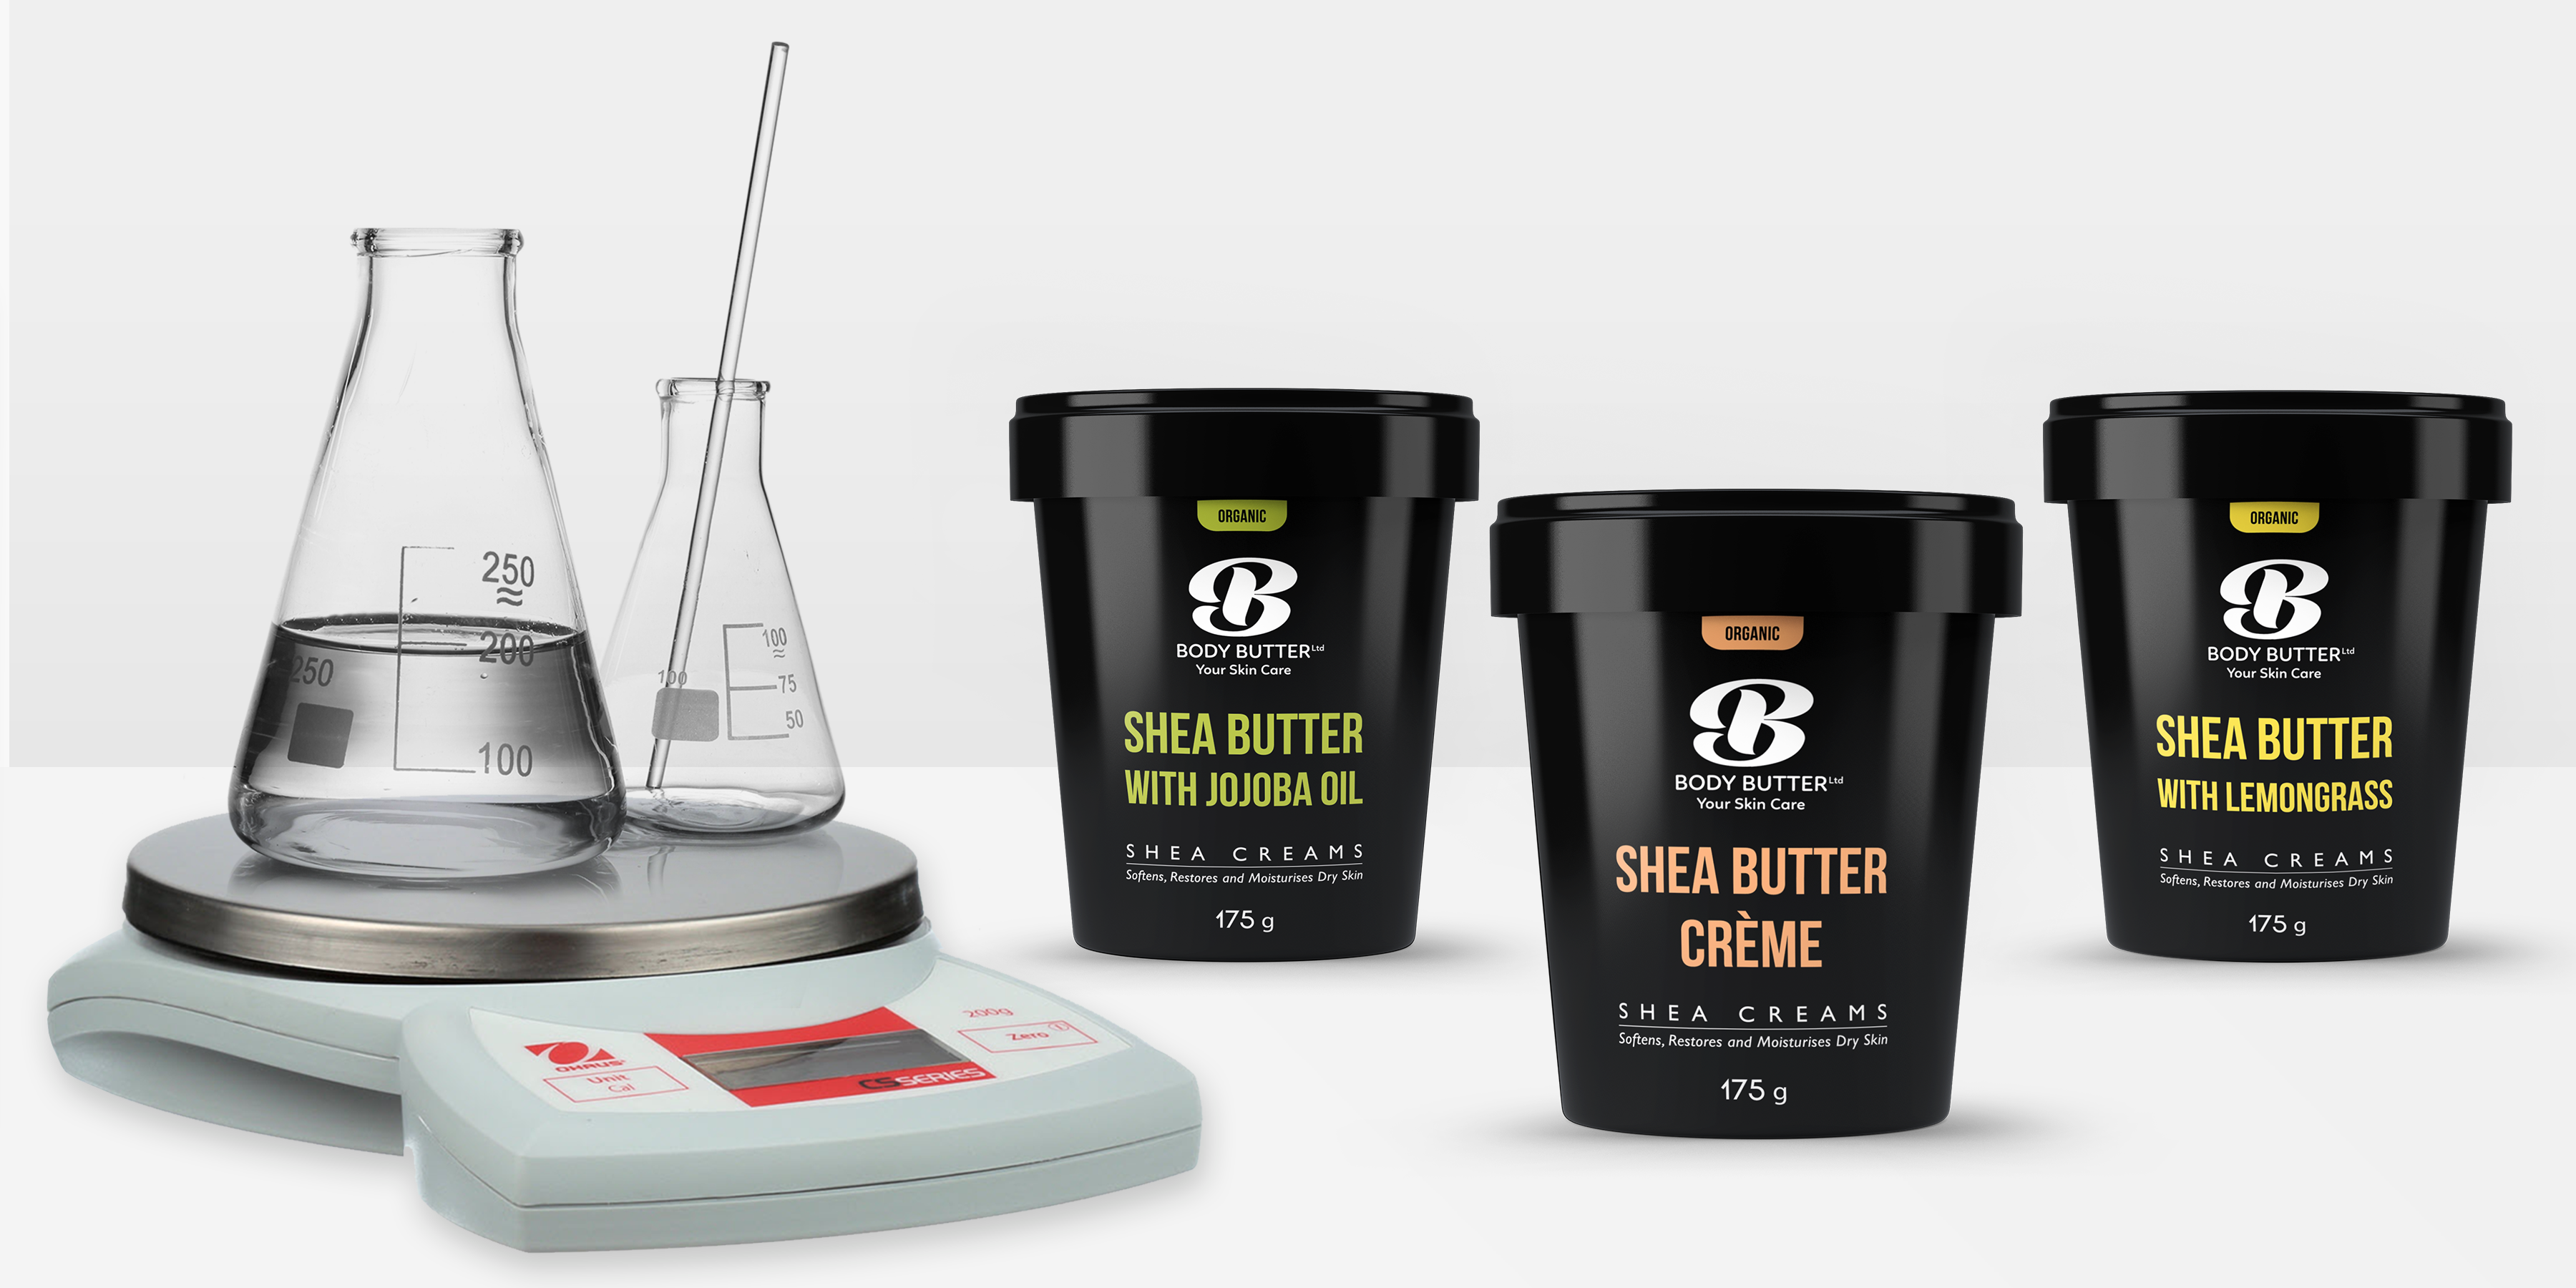 250
≈
200
250
100
100
≈
100
75
50
200g
Zero
OHAUS
Unit
Cal
CS SERIES
ORGANIC
BODY BUTTER Ltd
Your Skin Care
SHEA BUTTER
WITH JOJOBA OIL
SHEA CREAMS
Softens, Restores and Moisturises Dry Skin
175 g
ORGANIC
BODY BUTTER Ltd
Your Skin Care
SHEA BUTTER
CRÈME
SHEA CREAMS
Softens, Restores and Moisturises Dry Skin
175 g
ORGANIC
BODY BUTTER Ltd
Your Skin Care
SHEA BUTTER
WITH LEMONGRASS
SHEA CREAMS
Softens, Restores and Moisturises Dry Skin
175 g